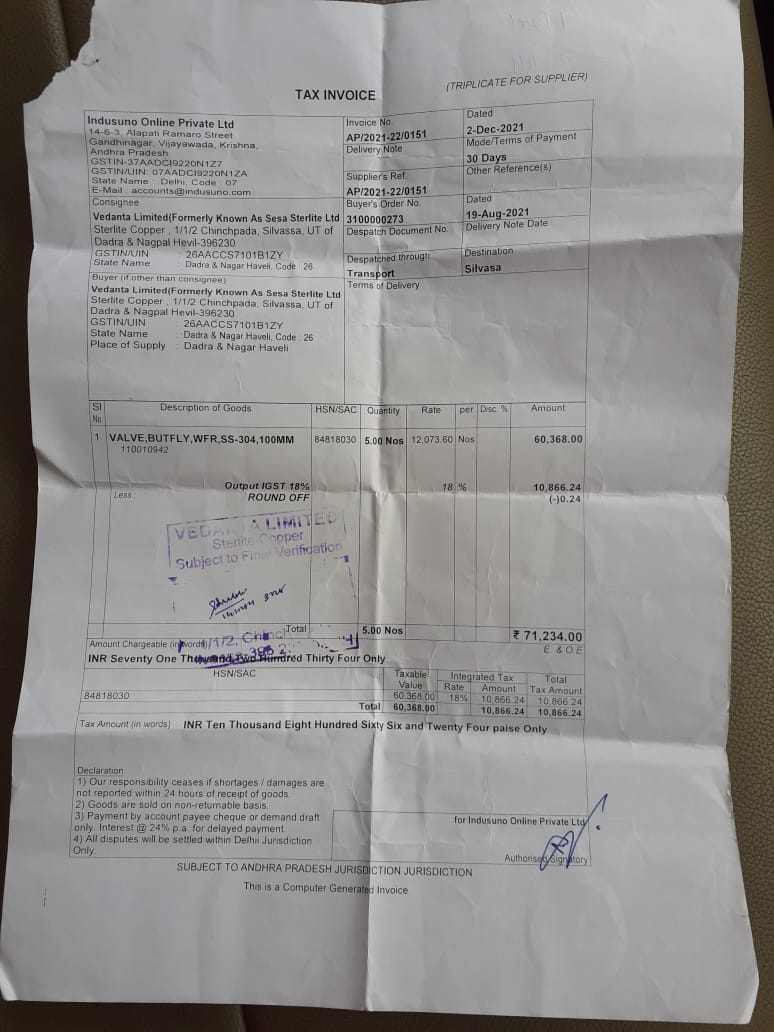 (TRIPLICATE FOR SUPPLIER)
TAX INVOICE
Indusuno Online Private Ltd
14-6-3, Alapati Ramaro Street
Gandhinagar, Vijayawada, Krishna,
Andhra Pradesh
GSTIN-37AADCI9220N1Z7
GSTIN/UIN: 07AADCI9220N1ZA
State Name : Delhi, Code : 07
E-Mail : accounts@indusuno.com
Invoice No.
AP/2021-22/0151
Dated
2-Dec-2021
Delivery Note
Mode/Terms of Payment
30 Days
Supplier's Ref.
AP/2021-22/0151
Other Reference(s)
Consignee
Vedanta Limited(Formerly Known As Sesa Sterlite Ltd
Sterlite Copper , 1/1/2 Chinchpada, Silvassa, UT of
Dadra & Nagpal Hevil-396230
GSTIN/UIN : 26AACCS7101B1ZY
State Name : Dadra & Nagar Haveli, Code : 26
Buyer's Order No.
3100000273
Dated
19-Aug-2021
Despatch Document No.
Delivery Note Date
Despatched through
Transport
Destination
Silvasa
Buyer (if other than consignee)
Vedanta Limited(Formerly Known As Sesa Sterlite Ltd
Sterlite Copper , 1/1/2 Chinchpada, Silvassa, UT of
Dadra & Nagpal Hevil-396230
GSTIN/UIN : 26AACCS7101B1ZY
State Name : Dadra & Nagar Haveli, Code : 26
Place of Supply : Dadra & Nagar Haveli
Terms of Delivery
Sl No. Description of Goods HSN/SAC Quantity Rate per Disc. % Amount
1 VALVE,BUTFLY,WFR,SS-304,100MM 84818030 5.00 Nos 12,073.60 Nos 60,368.00
110010942
Output IGST 18% 18 % 10,866.24
Less : ROUND OFF (-)0.24
VEDANTA LIMITED
Sterlite Copper
Subject to Final Verification
1/1/2, Chinch
Total 5.00 Nos ₹ 71,234.00
Amount Chargeable (in words) E. & O.E
INR Seventy One Thousand Two Hundred Thirty Four Only
HSN/SAC Taxable Value Integrated Tax Rate Amount Total Tax Amount
84818030 60,368.00 18% 10,866.24 10,866.24
Total 60,368.00 10,866.24 10,866.24
Tax Amount (in words) INR Ten Thousand Eight Hundred Sixty Six and Twenty Four paise Only
Declaration
1) Our responsibility ceases if shortages / damages are
not reported within 24 hours of receipt of goods.
2) Goods are sold on non-returnable basis.
3) Payment by account payee cheque or demand draft
only. Interest @ 24% p.a. for delayed payment.
4) All disputes will be settled within Delhii Jurisdiction
Only.
for Indusuno Online Private Ltd
Authorised Signatory
SUBJECT TO ANDHRA PRADESH JURISDICTION JURISDICTION
This is a Computer Generated Invoice